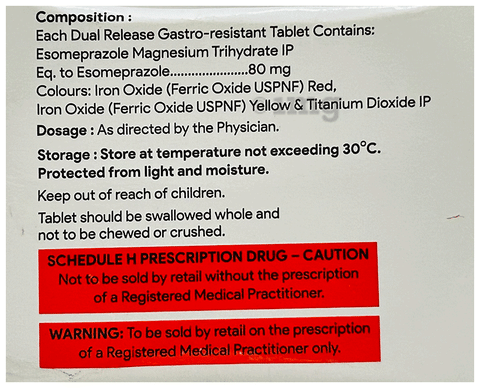 Composition :
Each Dual Release Gastro-resistant Tablet Contains:
Esomeprazole Magnesium Trihydrate IP
Eq. to Esomeprazole.......................80 mg
Colours: Iron Oxide (Ferric Oxide USPNF) Red,
Iron Oxide (Ferric Oxide USPNF) Yellow & Titanium Dioxide IP
Dosage : As directed by the Physician.
Storage : Store at temperature not exceeding 30°C.
Protected from light and moisture.
Keep out of reach of children.
Tablet should be swallowed whole and
not to be chewed or crushed.
SCHEDULE H PRESCRIPTION DRUG – CAUTION
Not to be sold by retail without the prescription
of a Registered Medical Practitioner.
WARNING: To be sold by retail on the prescription
of a Registered Medical Practitioner only.